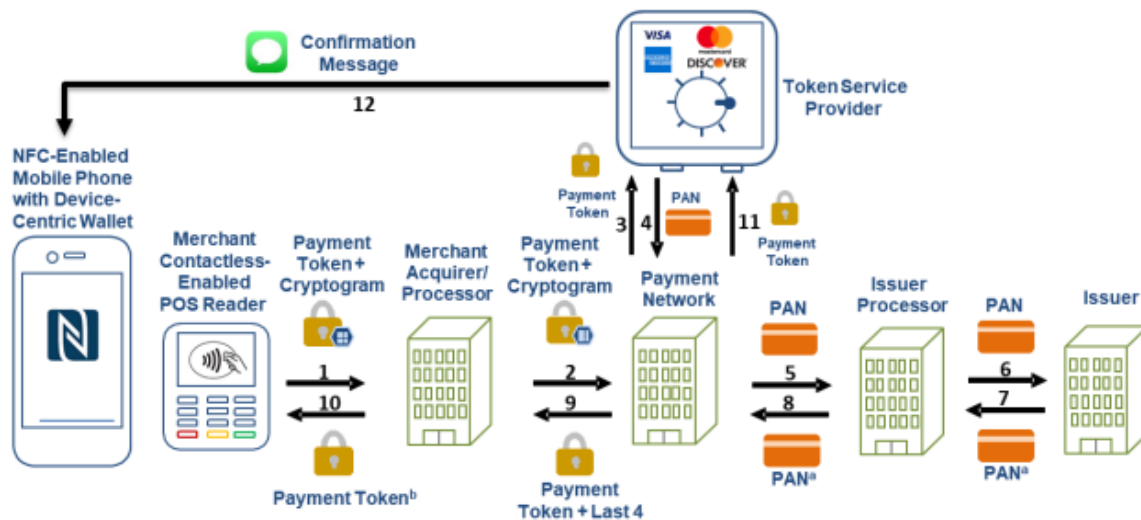 Confirmation
Message
12
VISA
mastercard
DISCOVER
Token Service
Provider
NFC-Enabled
Mobile Phone
with Device-
Centric Wallet
Payment
Token
3
4
PAN
11
Payment
Token
Merchant
Contactless-
Enabled
POS Reader
Payment
Token +
Cryptogram
Merchant
Acquirer/
Processor
Payment
Token +
Cryptogram
Payment
Network
PAN
Issuer
Processor
PAN
Issuer
1
10
2
9
5
8
6
7
Payment Tokenᵇ
Payment
Token + Last 4
PANᵃ
PANᵃ